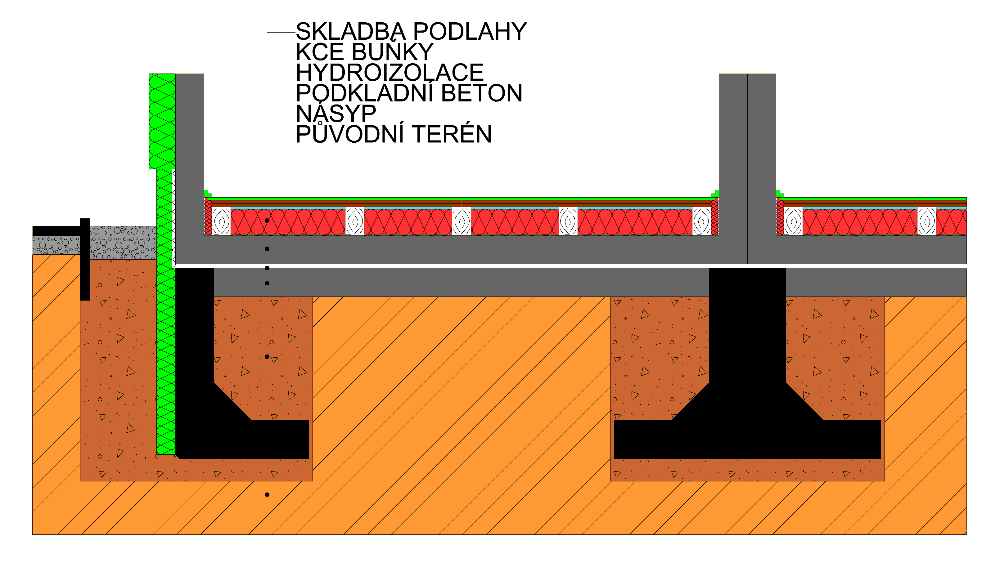 SKLADBA PODLAHY
KCE BUŇKY
HYDROIZOLACE
PODKLADNÍ BETON
NÁSYP
PŮVODNÍ TERÉN